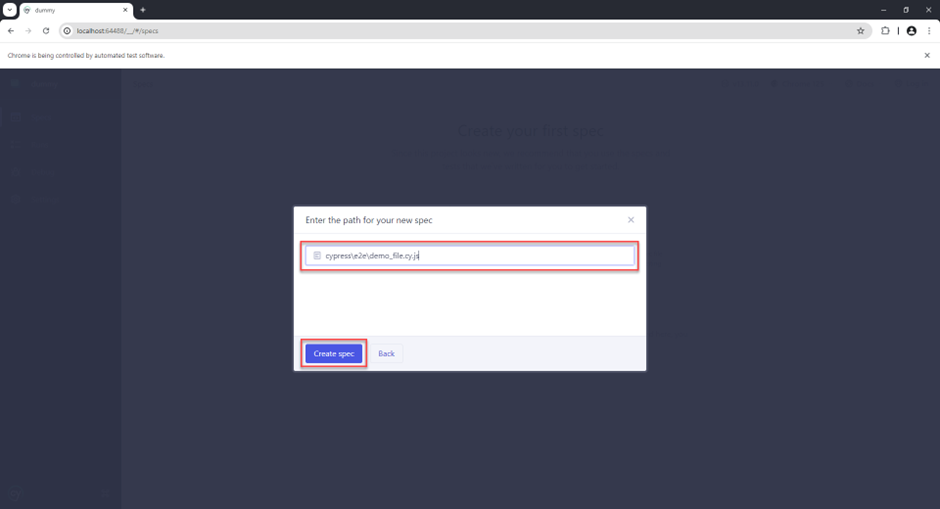 dummy
localhost:64408/__/#/specs
Chrome is being controlled by automated test software.
Create your first spec
Enter the path for your new spec
cypress\e2e\demo_file.cy.js
Create spec
Back